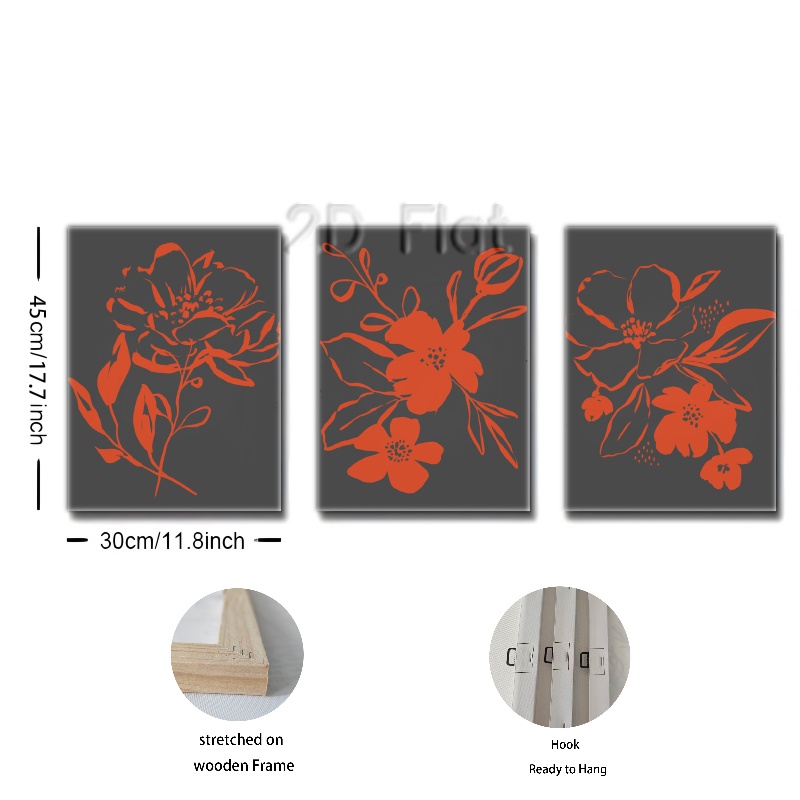 2D Flat
45cm/17.7inch
30cm/11.8inch
stretched on
wooden Frame
Hook
Ready to Hang